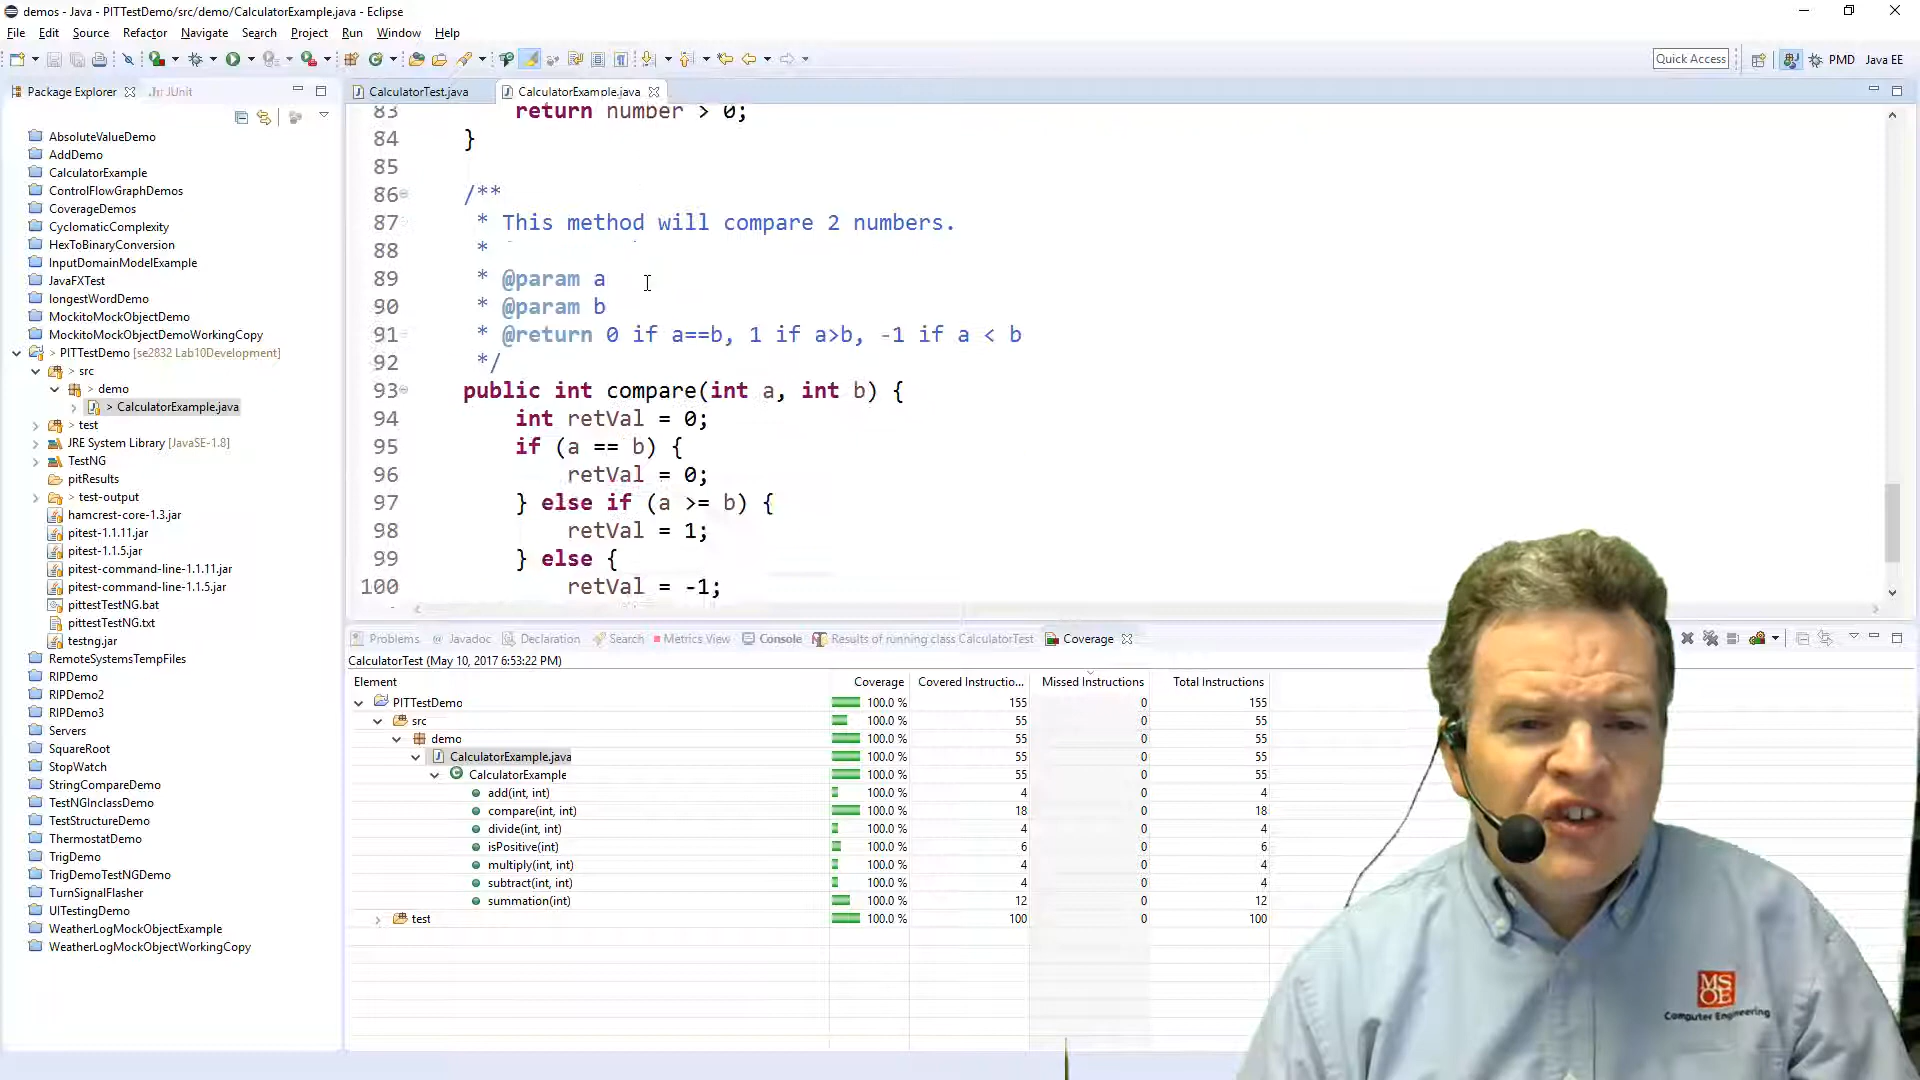 demos - Java - PITTestDemo/src/demo/CalculatorExample.java - Eclipse
File Edit Source Refactor Navigate Search Project Run Window Help
Quick Access PMD Java EE
Package Explorer JUnit
CalculatorTest.java CalculatorExample.java
AbsoluteValueDemo
AddDemo
CalculatorExample
ControlFlowGraphDemos
CoverageDemos
CyclomaticComplexity
HexToBinaryConversion
InputDomainModelExample
JavaFXTest
longestWordDemo
MockitoMockObjectDemo
MockitoMockObjectDemoWorkingCopy
> PITTestDemo [se2832 Lab10Development]
> src
> demo
> CalculatorExample.java
> test
JRE System Library [JavaSE-1.8]
TestNG
pitResults
> test-output
hamcrest-core-1.3.jar
pitest-1.1.11.jar
pitest-1.1.5.jar
pitest-command-line-1.1.11.jar
pitest-command-line-1.1.5.jar
pittestTestNG.bat
pittestTestNG.txt
testng.jar
RemoteSystemsTempFiles
RIPDemo
RIPDemo2
RIPDemo3
Servers
SquareRoot
StopWatch
StringCompareDemo
TestNGInclassDemo
TestStructureDemo
ThermostatDemo
TrigDemo
TrigDemoTestNGDemo
TurnSignalFlasher
UITestingDemo
WeatherLogMockObjectExample
WeatherLogMockObjectWorkingCopy
83 return number > 0;
84 }
85
86 /**
87 * This method will compare 2 numbers.
88 *
89 * @param a
90 * @param b
91 * @return 0 if a==b, 1 if a>b, -1 if a < b
92 */
93 public int compare(int a, int b) {
94 int retVal = 0;
95 if (a == b) {
96 retVal = 0;
97 } else if (a >= b) {
98 retVal = 1;
99 } else {
100 retVal = -1;
Problems @ Javadoc Declaration Search Metrics View Console Results of running class CalculatorTest Coverage
CalculatorTest (May 10, 2017 6:53:22 PM)
Element Coverage Covered Instructio... Missed Instructions Total Instructions
PITTestDemo 100.0 % 155 0 155
src 100.0 % 55 0 55
demo 100.0 % 55 0 55
CalculatorExample.java 100.0 % 55 0 55
CalculatorExample 100.0 % 55 0 55
add(int, int) 100.0 % 4 0 4
compare(int, int) 100.0 % 18 0 18
divide(int, int) 100.0 % 4 0 4
isPositive(int) 100.0 % 6 0 6
multiply(int, int) 100.0 % 4 0 4
subtract(int, int) 100.0 % 4 0 4
summation(int) 100.0 % 12 0 12
test 100.0 % 100 0 100
MS
OE
Computer Engineering